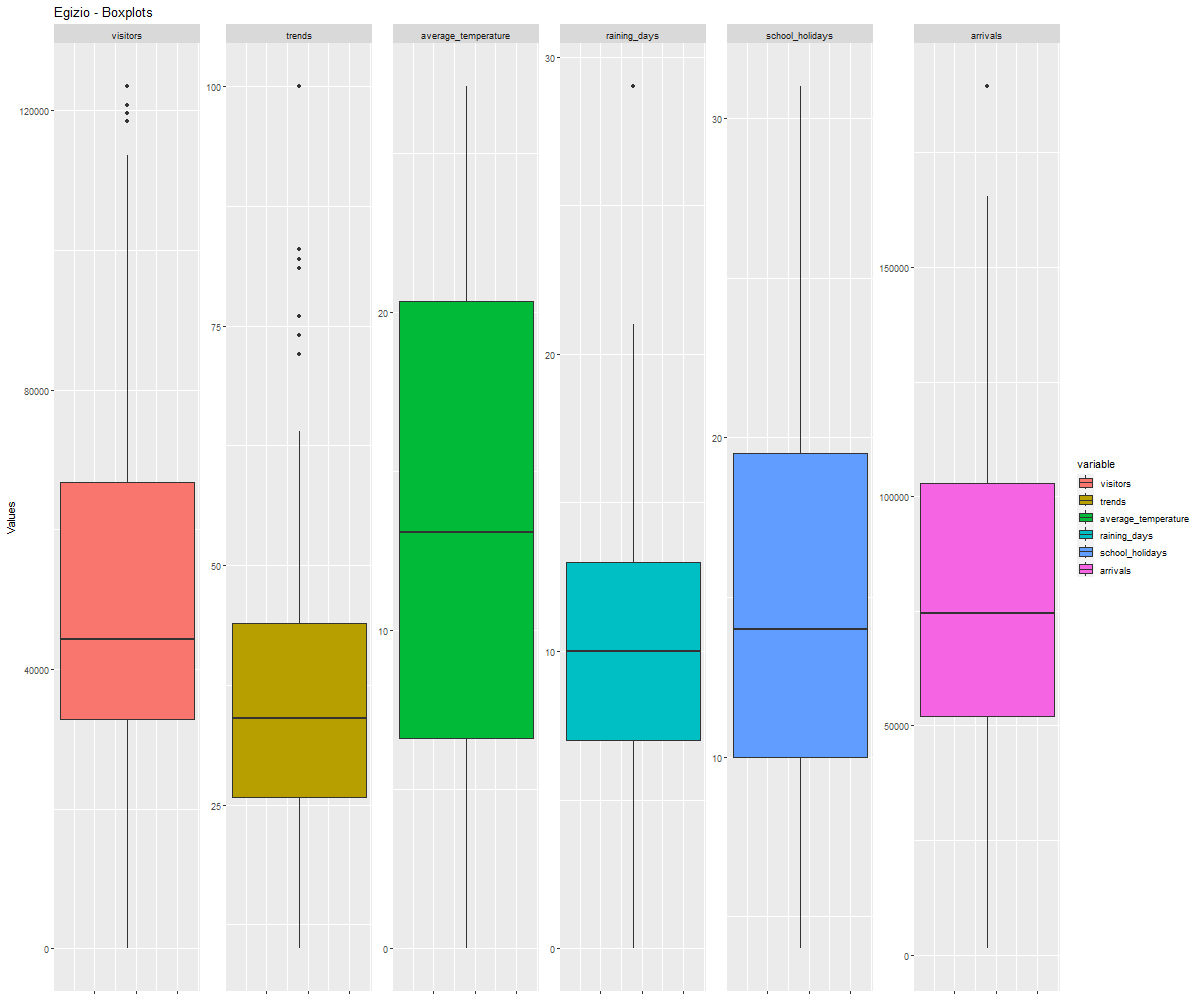 Egizio - Boxplots
visitors
trends
average_temperature
raining_days
school_holidays
arrivals
Values
120000
80000
40000
0
100
75
50
25
20
10
0
30
20
10
0
30
20
10
150000
100000
50000
0
variable
visitors
trends
average_temperature
raining_days
school_holidays
arrivals